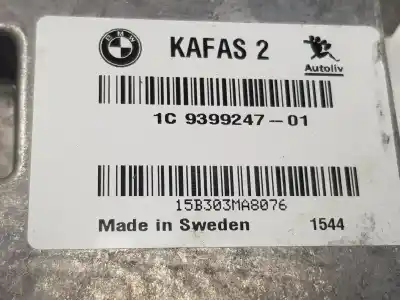 BMW
KAFAS 2
Autoliv
1C 9399247-01
15B303MA8076
Made in Sweden 1544